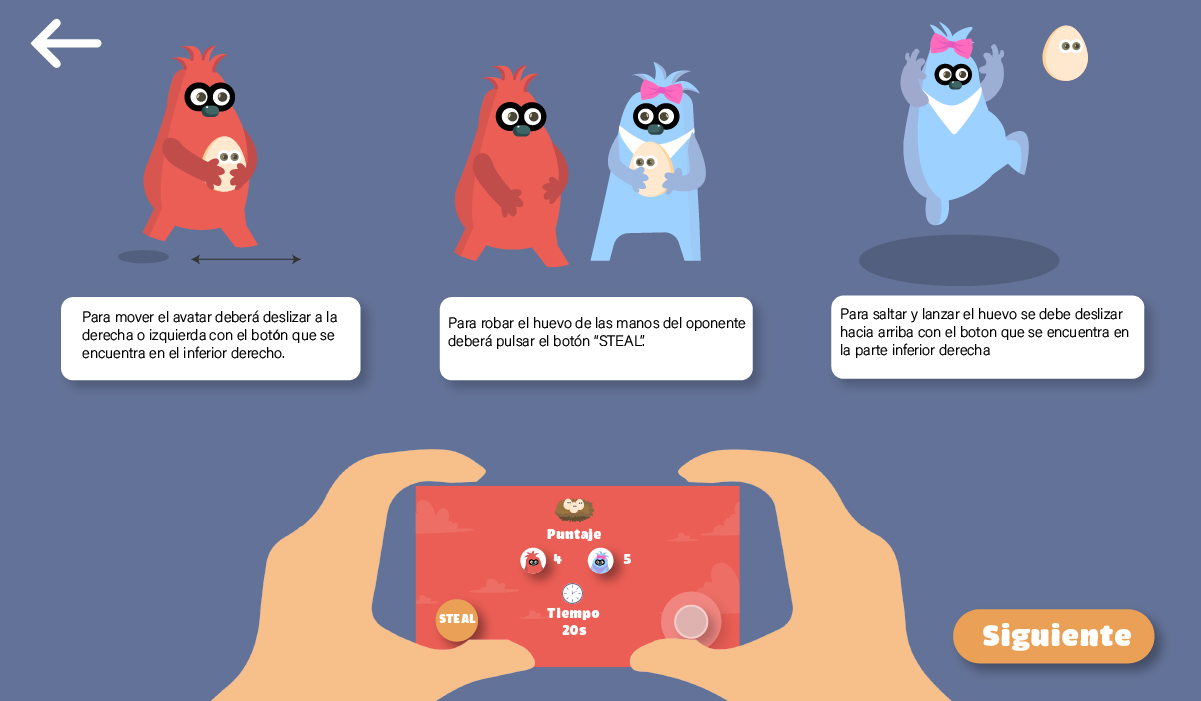 Para mover el avatar deberá deslizar a la
derecha o izquierda con el botón que se
encuentra en el inferior derecho.
Para robar el huevo de las manos del oponente
deberá pulsar el botón “STEAL”.
Para saltar y lanzar el huevo se debe deslizar
hacia arriba con el boton que se encuentra en
la parte inferior derecha
Puntaje
4 5
Tiempo
20s
STEAL
Siguiente